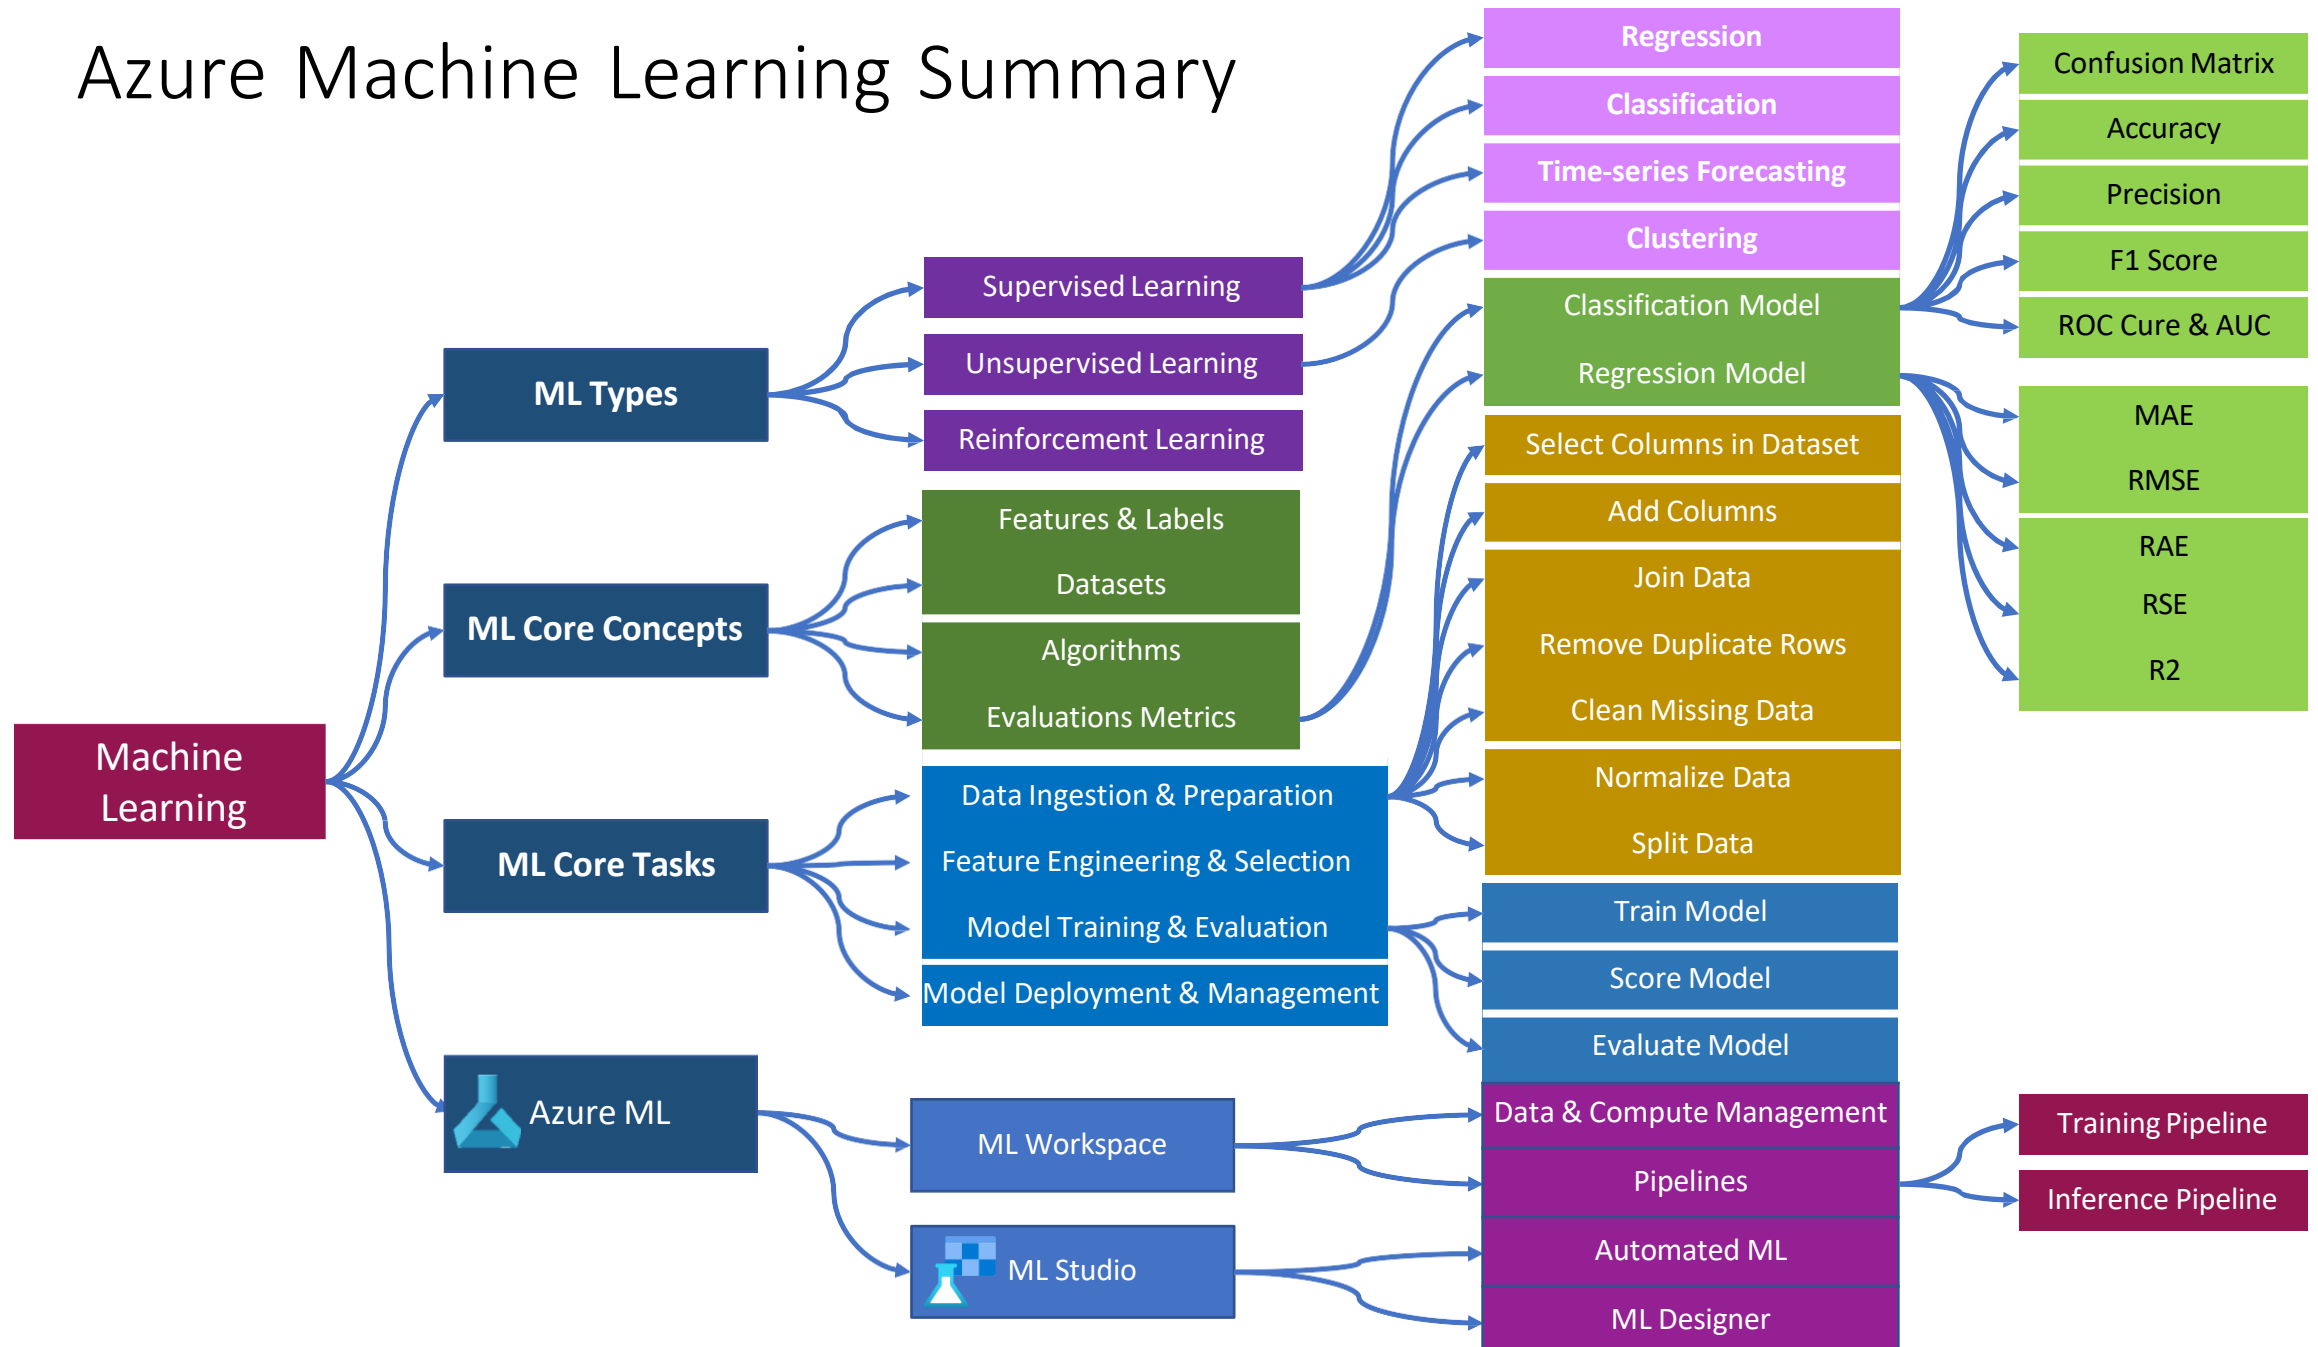 Azure Machine Learning Summary
Machine
Learning
ML Types
ML Core Concepts
ML Core Tasks
Azure ML
Supervised Learning
Unsupervised Learning
Reinforcement Learning
Features & Labels
Datasets
Algorithms
Evaluations Metrics
Data Ingestion & Preparation
Feature Engineering & Selection
Model Training & Evaluation
Model Deployment & Management
ML Workspace
ML Studio
Regression
Classification
Time-series Forecasting
Clustering
Classification Model
Regression Model
Select Columns in Dataset
Add Columns
Join Data
Remove Duplicate Rows
Clean Missing Data
Normalize Data
Split Data
Train Model
Score Model
Evaluate Model
Data & Compute Management
Pipelines
Automated ML
ML Designer
Confusion Matrix
Accuracy
Precision
F1 Score
ROC Cure & AUC
MAE
RMSE
RAE
RSE
R2
Training Pipeline
Inference Pipeline